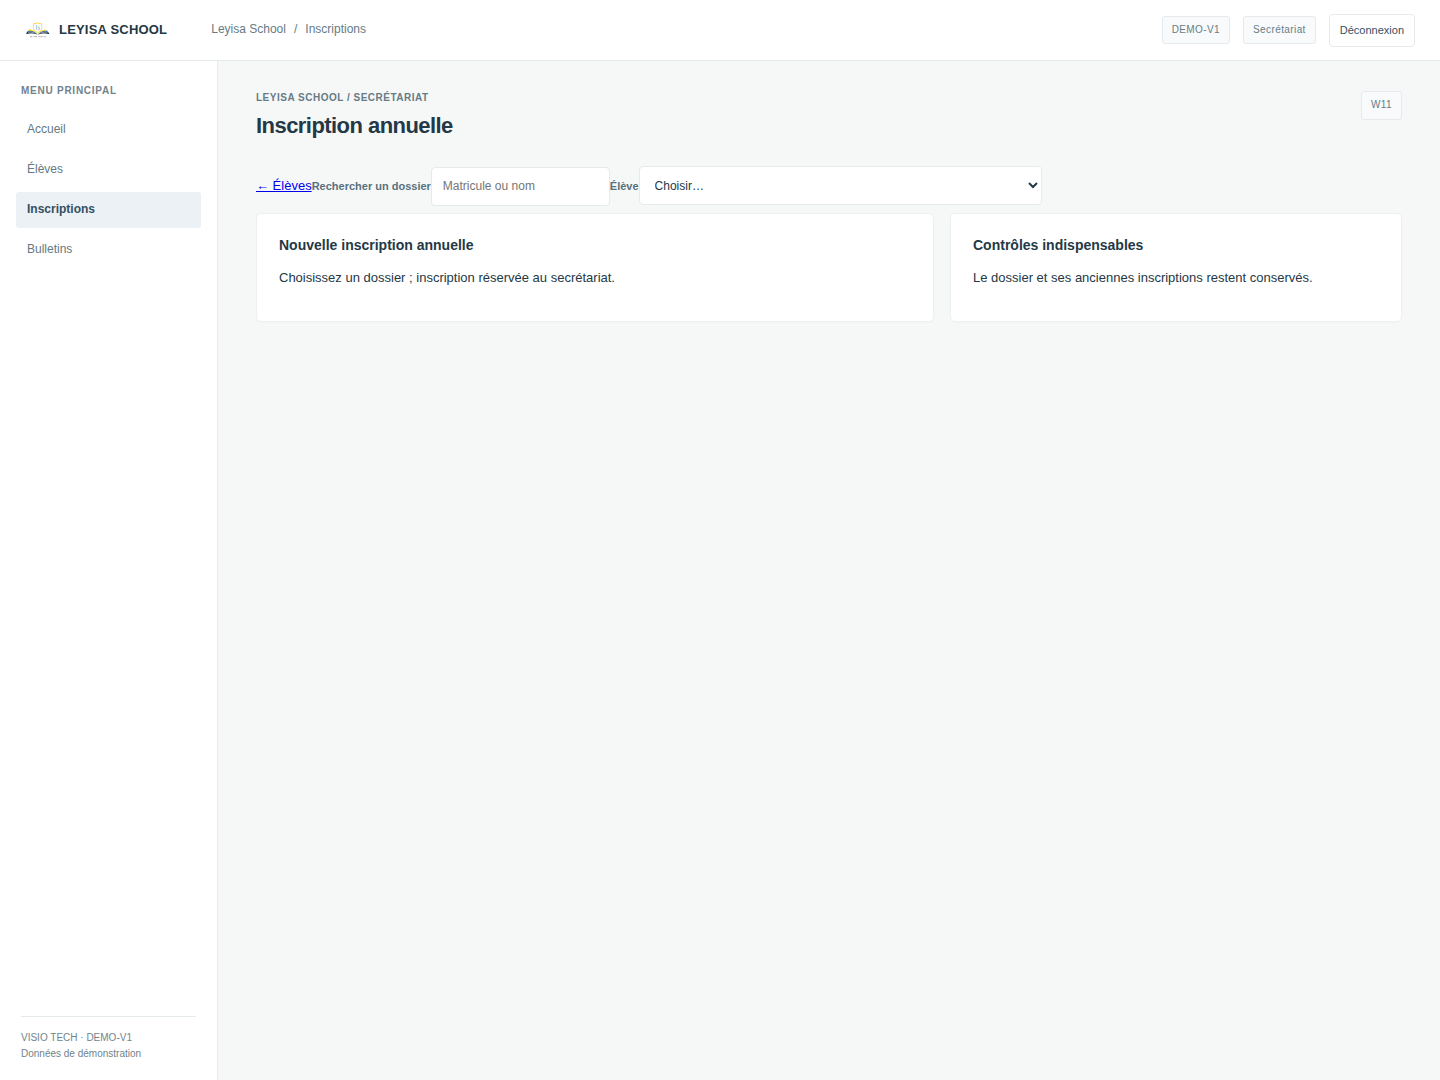 LEYISA SCHOOL
Leyisa School / Inscriptions
DEMO-V1
Secrétariat
Déconnexion
MENU PRINCIPAL
Accueil
Élèves
Inscriptions
Bulletins
LEYISA SCHOOL / SECRÉTARIAT
W11
Inscription annuelle
← Élèves Rechercher un dossier Matricule ou nom Élève Choisir…
Nouvelle inscription annuelle
Choisissez un dossier ; inscription réservée au secrétariat.
Contrôles indispensables
Le dossier et ses anciennes inscriptions restent conservés.
VISIO TECH · DEMO-V1
Données de démonstration